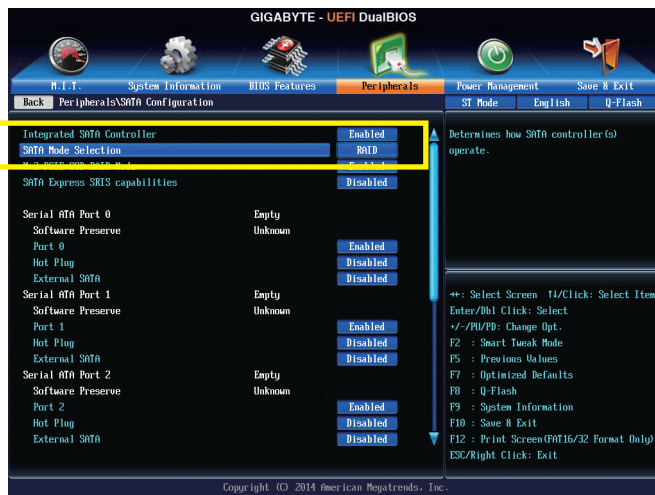 GIGABYTE - UEFI DualBIOS
M.I.T. System Information BIOS Features Peripherals Power Management Save & Exit
Back Peripherals\SATA Configuration ST Mode English Q-Flash
Integrated SATA Controller Enabled
SATA Mode Selection RAID
M.2 PCIE SSD RAID Mode Enabled
SATA Express SRIS capabilities Disabled
Serial ATA Port 0 Empty
Software Preserve Unknown
Port 0 Enabled
Hot Plug Disabled
External SATA Disabled
Serial ATA Port 1 Empty
Software Preserve Unknown
Port 1 Enabled
Hot Plug Disabled
External SATA Disabled
Serial ATA Port 2 Empty
Software Preserve Unknown
Port 2 Enabled
Hot Plug Disabled
External SATA Disabled
Determines how SATA controller(s)
operate.
→←: Select Screen ↑↓/Click: Select Item
Enter/Dbl Click: Select
+/-/PU/PD: Change Opt.
F2 : Smart Tweak Mode
F5 : Previous Values
F7 : Optimized Defaults
F8 : Q-Flash
F9 : System Information
F10 : Save & Exit
F12 : Print Screen(FAT16/32 Format Only)
ESC/Right Click: Exit
Copyright (C) 2014 American Megatrends, Inc.